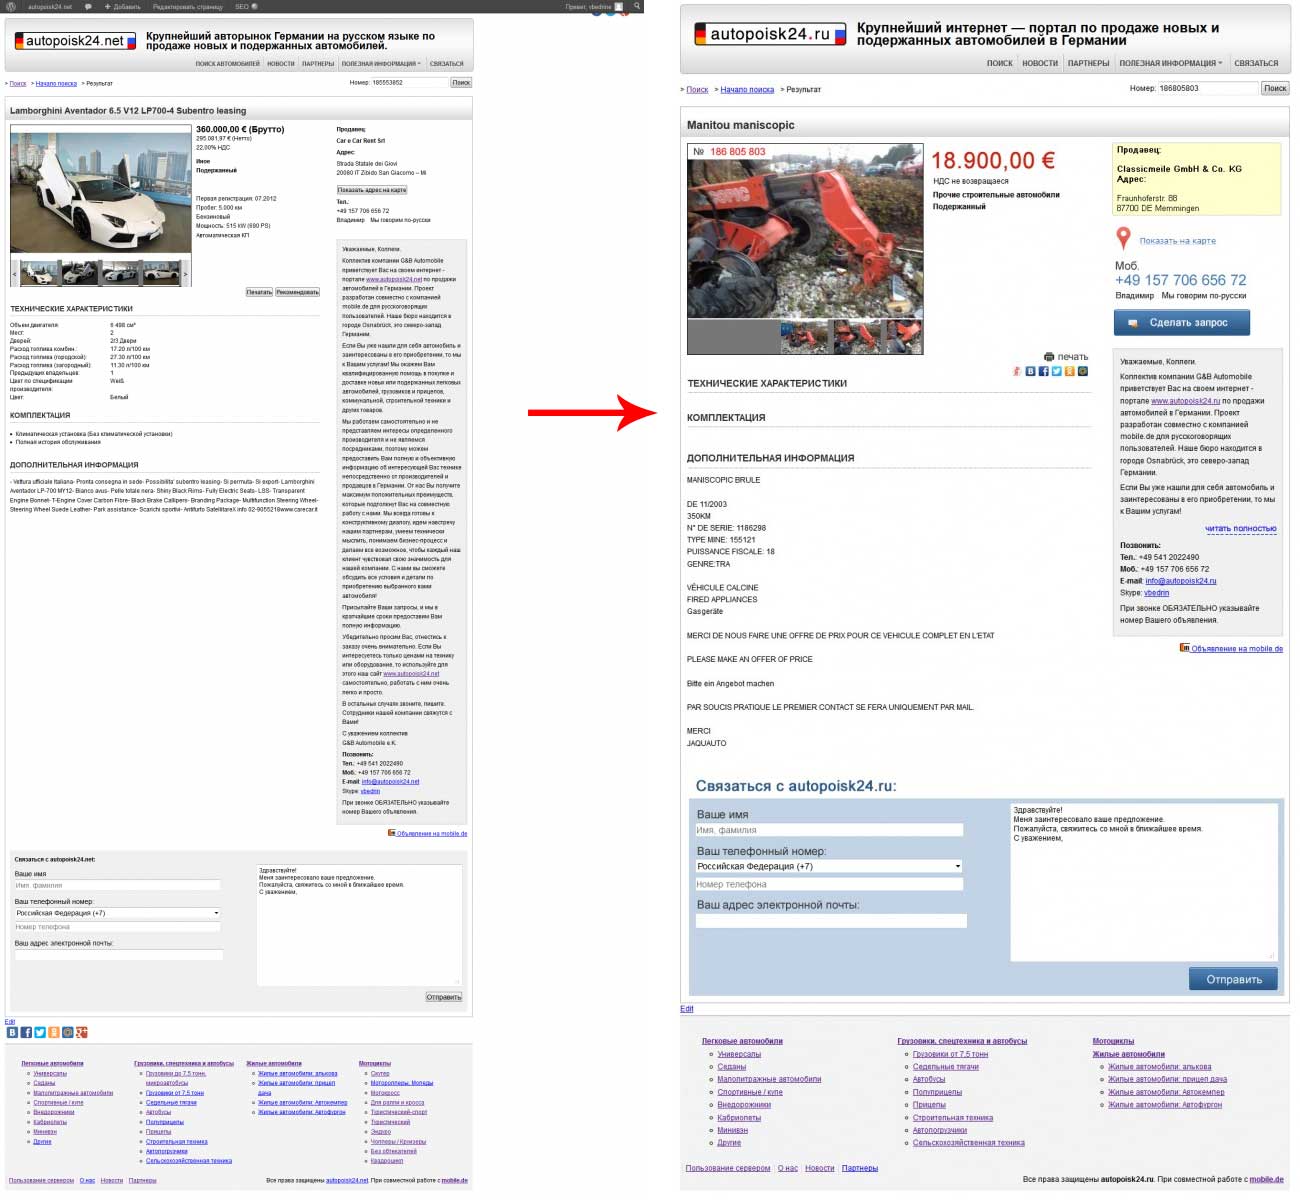 autopoisk24.net
Добавить
Редактировать страницу
SEO
Привет, vbedrine
autopoisk24.net
Крупнейший авторынок Германии на русском языке по
продаже новых и подержанных автомобилей.
ПОИСК АВТОМОБИЛЕЙ
НОВОСТИ
ПАРТНЕРЫ
ПОЛЕЗНАЯ ИНФОРМАЦИЯ
СВЯЗАТЬСЯ
> Поиск > Начало поиска > Результат
Номер: 185553852
Поиск
Lamborghini Aventador 6.5 V12 LP700-4 Subentro leasing
360.000,00 € (Брутто)
295.081,97 € (Нетто)
22,00% НДС
Иное
Подержанный
Первая регистрация: 07.2012
Пробег: 5.000 км
Бензиновый
Мощность: 515 кW (690 PS)
Автоматическая КП
Печатать
Рекомендовать
Продавец:
Car e Car Rent Srl
Адрес:
Strada Statale dei Giovi
20080 IT Zibido San Giacomo – Mi
Показать адрес на карте
Тел.:
+49 157 706 656 72
Владимир Мы говорим по-русски
ТЕХНИЧЕСКИЕ ХАРАКТЕРИСТИКИ
Объем двигателя: 6 498 см³
Мест: 2
Дверей: 2/3 Двери
Расход топлива комбин.: 17.20 л/100 км
Расход топлива (городской): 27.30 л/100 км
Расход топлива (загородный): 11.30 л/100 км
Предыдущих владельцев: 1
Цвет по спецификации Weiß
производителя:
Цвет: Белый
КОМПЛЕКТАЦИЯ
Климатическая установка (Без климатической установки)
Полная история обслуживания
ДОПОЛНИТЕЛЬНАЯ ИНФОРМАЦИЯ
- Vettura ufficiale Italiana- Pronta consegna in sede- Possibilita' subentro leasing- Si permuta- Si export- Lamborghini
Aventador LP-700 MY12- Bianco avus- Pelle totale nera- Shiny Black Rims- Fully Electric Seats- LSS- Transparent
Engine Bonnet- T-Engine Cover Carbon Fibre- Black Brake Callipers- Branding Package- Multifunction Steering Wheel-
Steering Wheel Suede Leather- Park assistance- Scarichi sportivi- Antifurto Satellitarex info 02-9055218www.carecar.it
Уважаемые, Коллеги.
Коллектив компании G&B Automobile
приветствует Вас на своем интернет -
портале www.autopoisk24.net по продажи
автомобилей в Германии. Проект
разработан совместно с компанией
mobile.de для русскоговорящих
пользователей. Наше бюро находится в
городе Osnabrück, это северо-запад
Германии.
Если Вы уже нашли для себя автомобиль и
заинтересованы в его приобретении, то мы
к Вашим услугам! Мы окажем Вам
квалифицированную помощь в покупке и
доставке новых или подержанных легковых
автомобилей, грузовиков и прицепов,
коммунальной, строительной техники и
других товаров.
Мы работаем самостоятельно и не
представляем интересы определенного
производителя и не являемся
посредниками, поэтому можем
предоставить Вам полную и объективную
информацию об интересующей Вас технике
непосредственно от производителей и
продавцов в Германии. От нас Вы получите
максимум положительных преимуществ,
которые подтолкнут Вас на совместную
работу с нами. Мы всегда готовы к
конструктивному диалогу, идем навстречу
нашим партнерам, умеем технически
мыслить, понимаем бизнес-процесс и
делаем все возможное, чтобы каждый наш
клиент чувствовал свою значимость для
нашей компании. С нами вы сможете
обсудить все условия и детали по
приобретению выбранного вами
автомобиля!
Присылайте Ваши запросы, и мы в
кратчайшие сроки предоставим Вам
полную информацию.
Убедительно просим Вас, отнестись к
заказу очень внимательно. Если Вы
интересуетесь только ценами на технику
или оборудование, то используйте для
этого наш сайт www.autopoisk24.net
самостоятельно, работать с ним очень
легко и просто.
В остальных случаях звоните, пишите.
Сотрудники нашей компании свяжутся с
Вами!
С уважением коллектив
G&B Automobile e.K.
Позвонить:
Тел.: +49 541 2022490
Моб.: +49 157 706 656 72
E-mail: info@autopoisk24.net
Skype: vbedrin
При звонке ОБЯЗАТЕЛЬНО указывайте
номер Вашего объявления.
Объявление на mobile.de
Связаться с autopoisk24.net:
Ваше имя
Имя, фамилия
Ваш телефонный номер:
Российская Федерация (+7)
Номер телефона
Ваш адрес электронной почты:
Здравствуйте!
Меня заинтересовало ваше предложение.
Пожалуйста, свяжитесь со мной в ближайшее время.
С уважением,
Отправить
Edit
Легковые автомобили
Универсалы
Седаны
Малолитражные автомобили
Спортивные / купе
Внедорожники
Кабриолеты
Минивэн
Другие
Грузовики, спецтехника и автобусы
Грузовики до 7,5 тонн,
микроавтобусы
Грузовики от 7,5 тонн
Седельные тягачи
Автобусы
Полуприцепы
Прицепы
Строительная техника
Автопогрузчики
Сельскохозяйственная техника
Жилые автомобили
Жилые автомобили: алькова
Жилые автомобили: прицеп
дача
Жилые автомобили: Автокемпер
Жилые автомобили: Автофургон
Мотоциклы
Скутер
Мотороллеры, Мопеды
Мотокросс
Для ралли и кросса
Туристический-спорт
Туристический
Эндуро
Чопперы / Крюизеры
Без обтекателей
Квадроцикл
Пользование сервером О нас Новости Партнеры
Все права защищены autopoisk24.net. При совместной работе с mobile.de
autopoisk24.ru
Крупнейший интернет — портал по продаже новых и
подержанных автомобилей в Германии
ПОИСК
НОВОСТИ
ПАРТНЕРЫ
ПОЛЕЗНАЯ ИНФОРМАЦИЯ
СВЯЗАТЬСЯ
> Поиск > Начало поиска > Результат
Номер: 186805803
Поиск
Manitou maniscopic
№ 186 805 803
18.900,00 €
НДС не возвращаеся
Прочие строительные автомобили
Подержанный
Продавец:
Classicmeile GmbH & Co. KG
Адрес:
Fraunhoferstr. 88
87700 DE Memmingen
Показать на карте
Моб.
+49 157 706 656 72
Владимир Мы говорим по-русски
Сделать запрос
печать
ТЕХНИЧЕСКИЕ ХАРАКТЕРИСТИКИ
КОМПЛЕКТАЦИЯ
ДОПОЛНИТЕЛЬНАЯ ИНФОРМАЦИЯ
MANISCOPIC BRULE
DE 11/2003
350KM
N° DE SERIE: 1186298
TYPE MINE: 155121
PUISSANCE FISCALE: 18
GENRE:TRA
VÉHICULE CALCINE
FIRED APPLIANCES
Gasgeräte
MERCI DE NOUS FAIRE UNE OFFRE DE PRIX POUR CE VEHICULE COMPLET EN L'ETAT
PLEASE MAKE AN OFFER OF PRICE
Bitte ein Angebot machen
PAR SOUCIS PRATIQUE LE PREMIER CONTACT SE FERA UNIQUEMENT PAR MAIL.
MERCI
JAQUAUTO
Уважаемые, Коллеги.
Коллектив компании G&B Automobile
приветствует Вас на своем интернет -
портале www.autopoisk24.ru по продажи
автомобилей в Германии. Проект
разработан совместно с компанией
mobile.de для русскоговорящих
пользователей. Наше бюро находится в
городе Osnabrück, это северо-запад
Германии.
Если Вы уже нашли для себя автомобиль и
заинтересованы в его приобретении, то мы
к Вашим услугам!
читать полностью
Позвонить:
Тел.: +49 541 2022490
Моб.: +49 157 706 656 72
E-mail: info@autopoisk24.ru
Skype: vbedrin
При звонке ОБЯЗАТЕЛЬНО указывайте
номер Вашего объявления.
Объявление на mobile.de
Связаться с autopoisk24.ru:
Ваше имя
Имя, фамилия
Ваш телефонный номер:
Российская Федерация (+7)
Номер телефона
Ваш адрес электронной почты:
Здравствуйте!
Меня заинтересовало ваше предложение.
Пожалуйста, свяжитесь со мной в ближайшее время.
С уважением,
Отправить
Edit
Легковые автомобили
Универсалы
Седаны
Малолитражные автомобили
Спортивные / купе
Внедорожники
Кабриолеты
Минивэн
Другие
Грузовики, спецтехника и автобусы
Грузовики от 7,5 тонн
Седельные тягачи
Автобусы
Полуприцепы
Прицепы
Строительная техника
Автопогрузчики
Сельскохозяйственная техника
Мотоциклы
Жилые автомобили
Жилые автомобили: алькова
Жилые автомобили: прицеп дача
Жилые автомобили: Автокемпер
Жилые автомобили: Автофургон
Пользование сервером О нас Новости Партнеры
Все права защищены autopoisk24.ru. При совместной работе с mobile.de